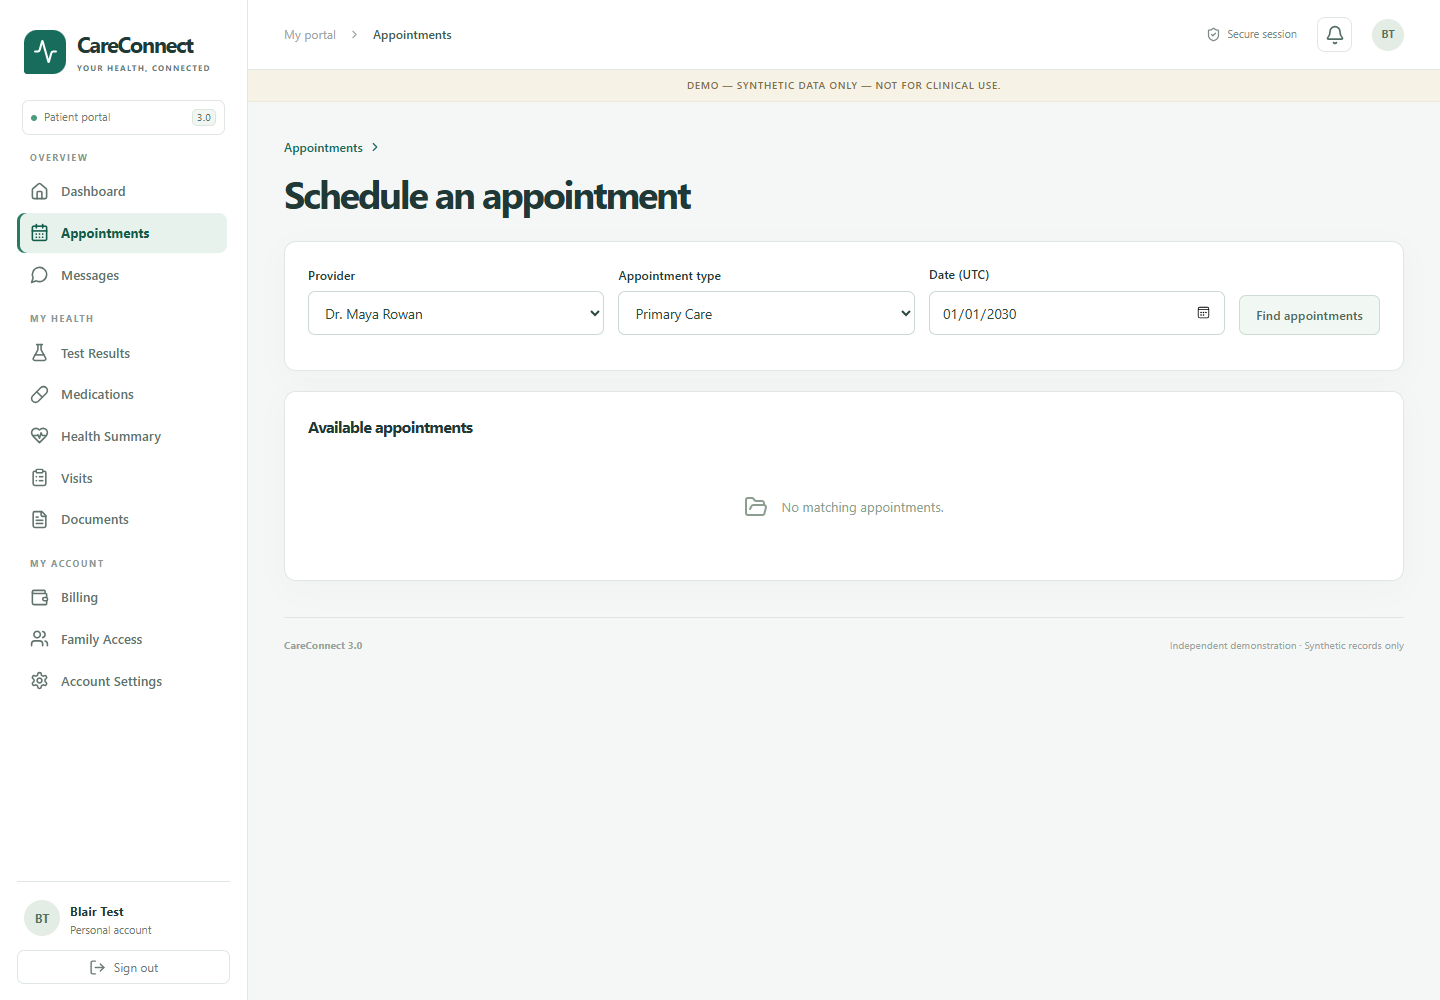 CareConnect
YOUR HEALTH, CONNECTED
Patient portal 3.0
OVERVIEW
Dashboard
Appointments
Messages
MY HEALTH
Test Results
Medications
Health Summary
Visits
Documents
MY ACCOUNT
Billing
Family Access
Account Settings
BT
Blair Test
Personal account
Sign out
My portal > Appointments
Secure session
BT
DEMO — SYNTHETIC DATA ONLY — NOT FOR CLINICAL USE.
Appointments >
Schedule an appointment
Provider
Dr. Maya Rowan
Appointment type
Primary Care
Date (UTC)
01/01/2030
Find appointments
Available appointments
No matching appointments.
CareConnect 3.0
Independent demonstration · Synthetic records only